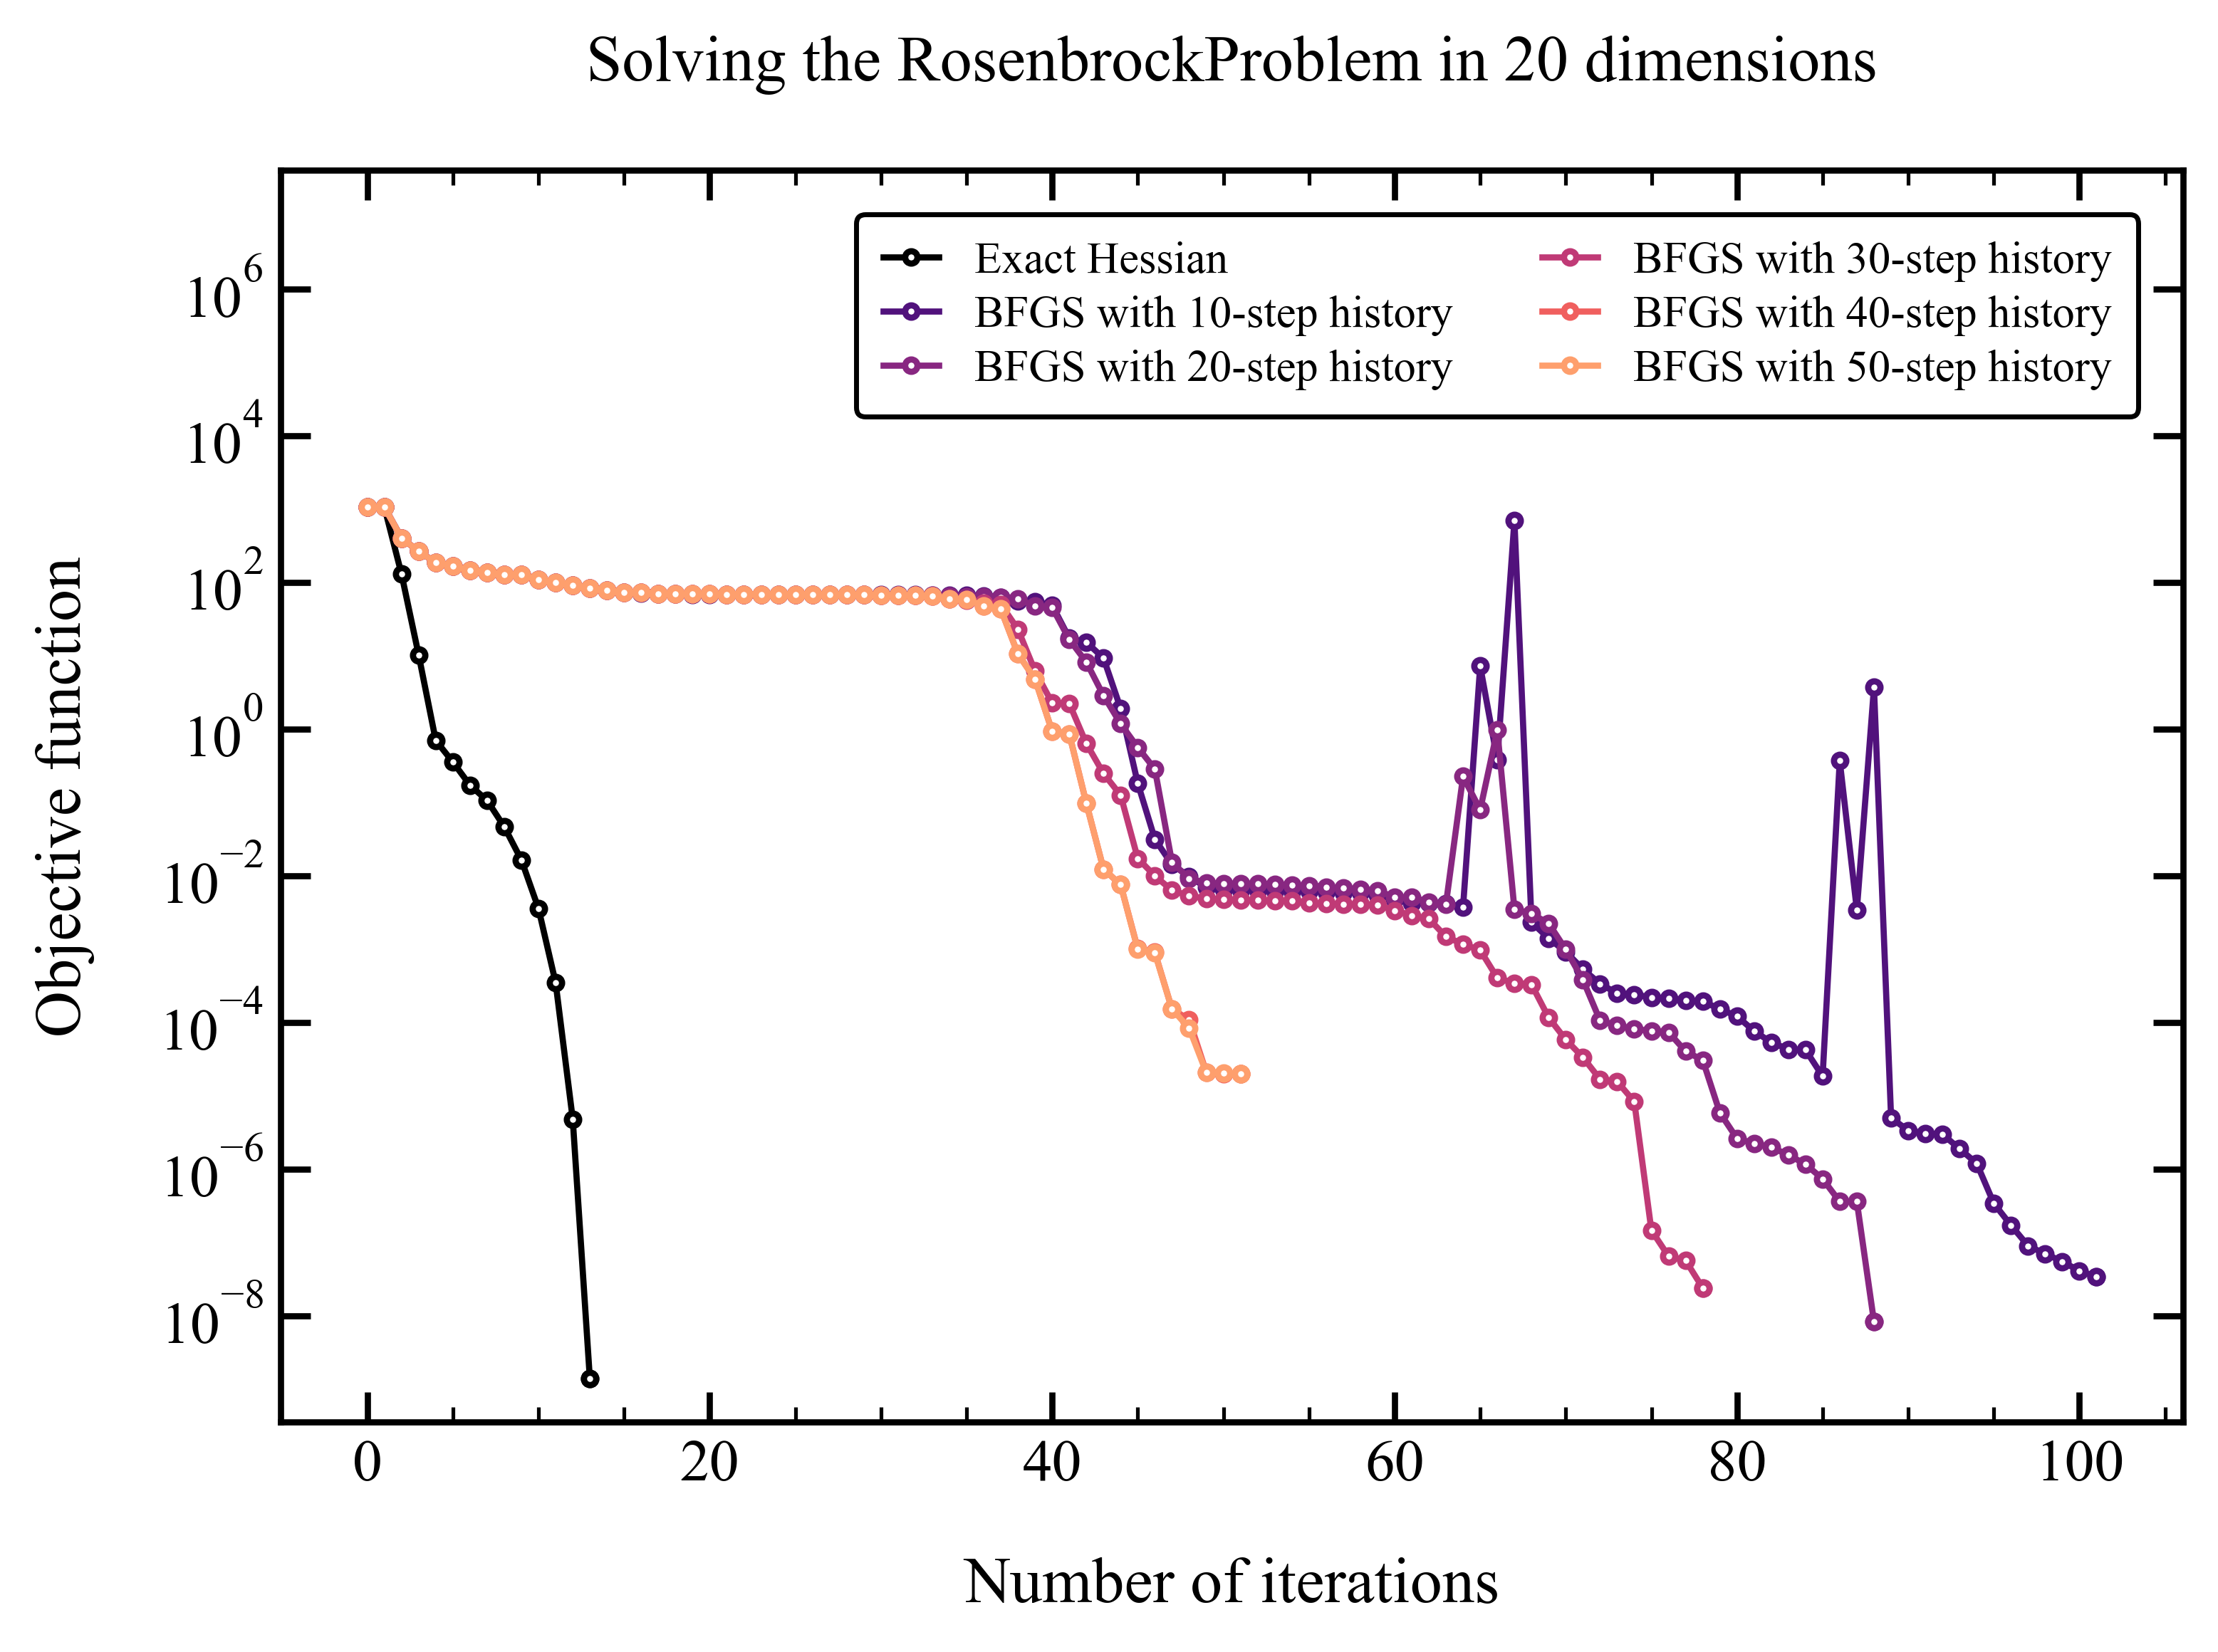 Solving the RosenbrockProblem in 20 dimensions
Exact Hessian
BFGS with 10-step history
BFGS with 20-step history
BFGS with 30-step history
BFGS with 40-step history
BFGS with 50-step history
Objective function
10^6
10^4
10^2
10^0
10^−2
10^−4
10^−6
10^−8
0 20 40 60 80 100
Number of iterations